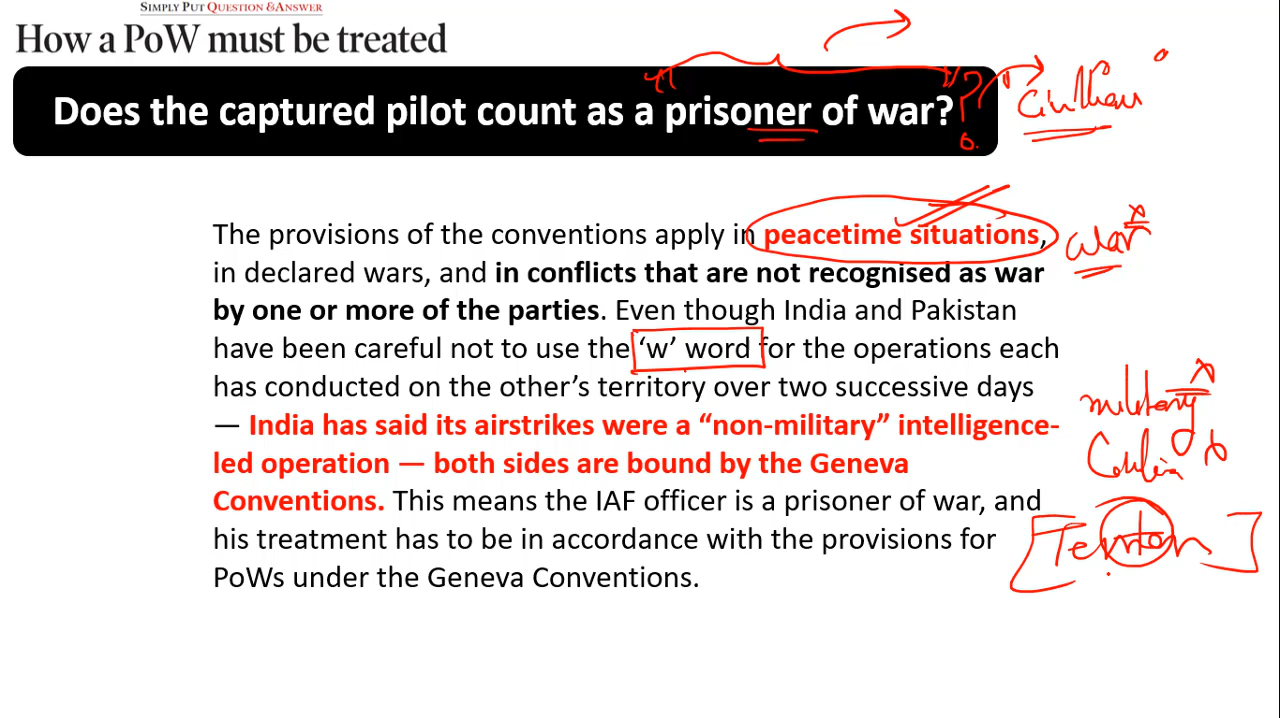 SIMPLY PUT QUESTION & ANSWER
How a PoW must be treated
Does the captured pilot count as a prisoner of war?
civilian
The provisions of the conventions apply in peacetime situations,
war
in declared wars, and in conflicts that are not recognised as war
by one or more of the parties. Even though India and Pakistan
have been careful not to use the ‘w’ word for the operations each
has conducted on the other’s territory over two successive days
military
— India has said its airstrikes were a “non-military” intelligence-
led operation — both sides are bound by the Geneva
Conventions. This means the IAF officer is a prisoner of war, and
his treatment has to be in accordance with the provisions for
PoWs under the Geneva Conventions.